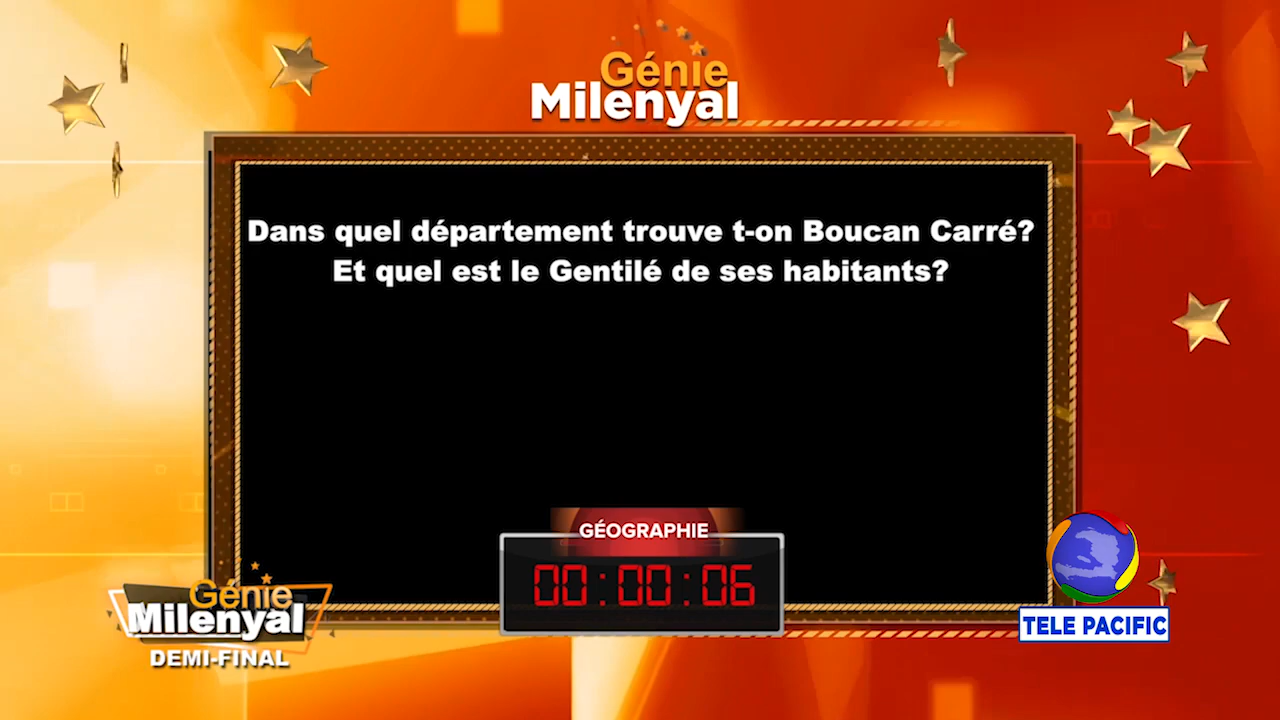 Génie
Milenyal
Dans quel département trouve t-on Boucan Carré?
Et quel est le Gentilé de ses habitants?
GÉOGRAPHIE
00:00:06
Génie
Milenyal
DEMI-FINAL
TELE PACIFIC